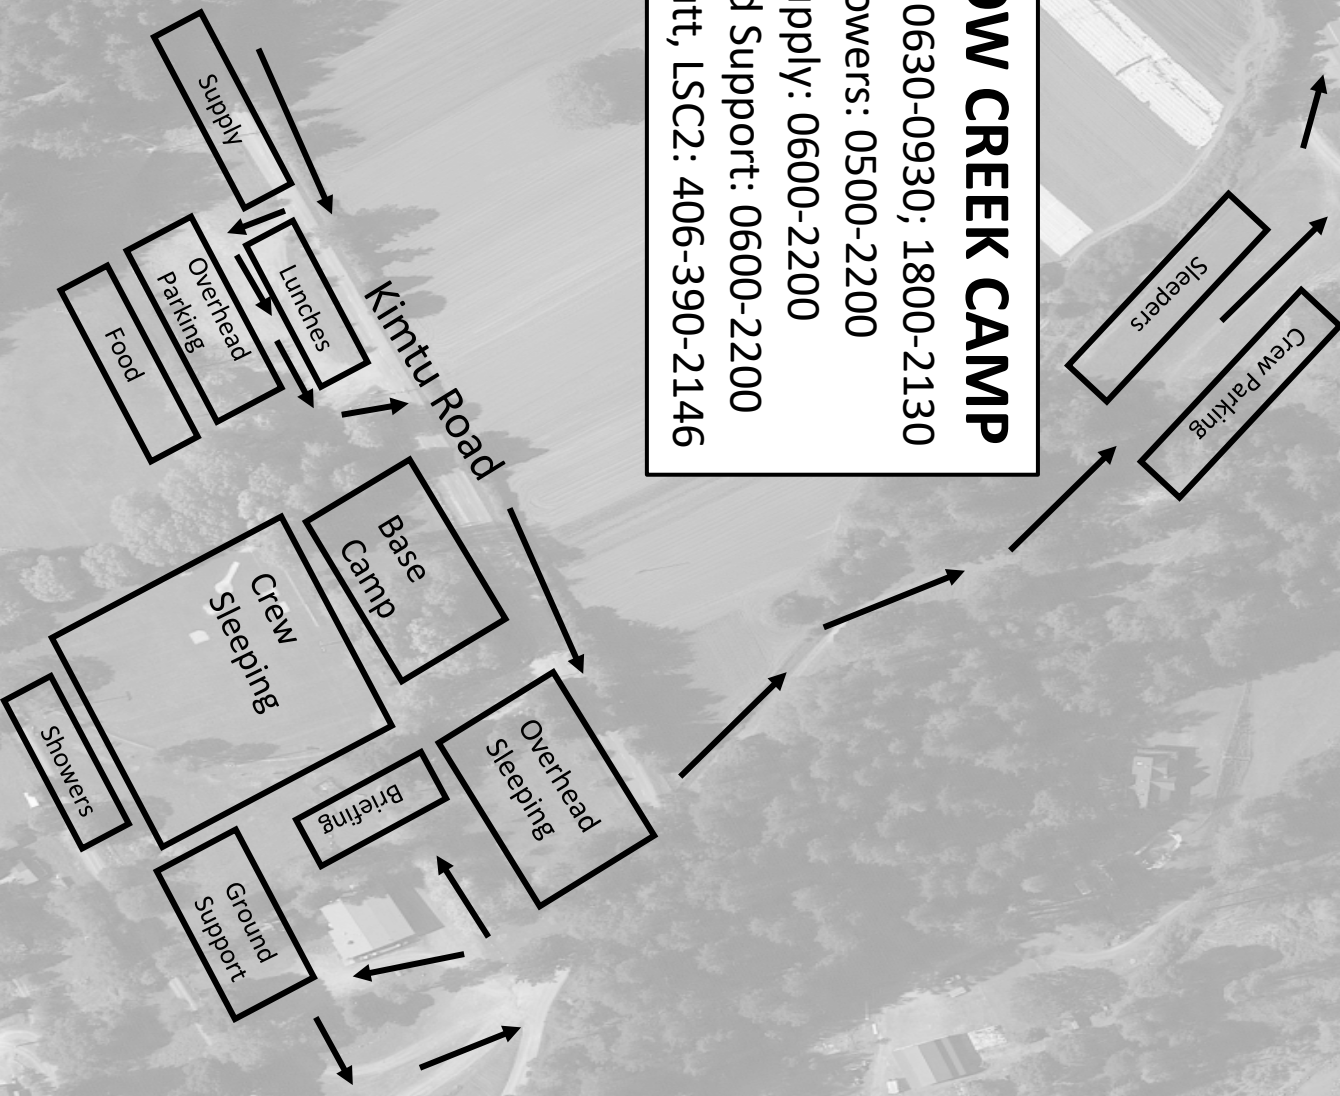 OW CREEK CAMP
0630-0930; 1800-2130
owers: 0500-2200
pply: 0600-2200
d Support: 0600-2200
tt, LSC2: 406-390-2146
Supply
Lunches
Overhead
Parking
Food
Kimtu Road
Base
Camp
Crew
Sleeping
Showers
Briefing
Overhead
Sleeping
Ground
Support
Sleepers
Crew Parking